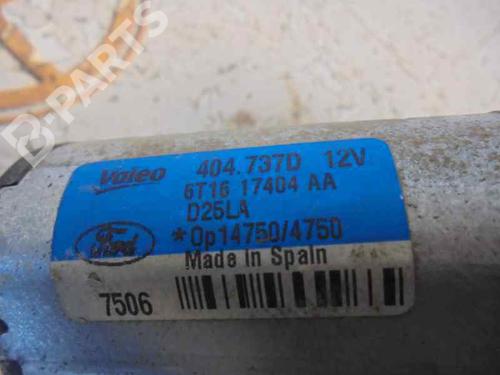 B-PARTS
Valeo 404.737D 12V
6T16 17404 AA
D25LA
Ford *0p14750/4750
Made in Spain
7506